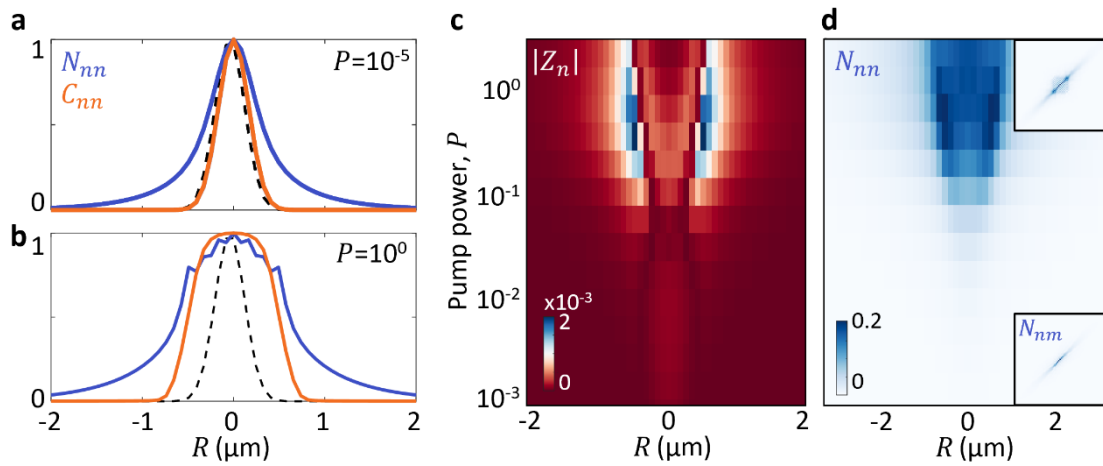 a
1
N_nn
C_nn
P=10^-5
0
b
1
P=10^0
0
-2
-1
0
1
2
R (μm)
c
|Z_n|
Pump power, P
10^0
10^-1
10^-2
10^-3
x10^-3
2
0
-2
0
2
R (μm)
d
N_nn
0.2
0
N_nm
-2
0
2
R (μm)